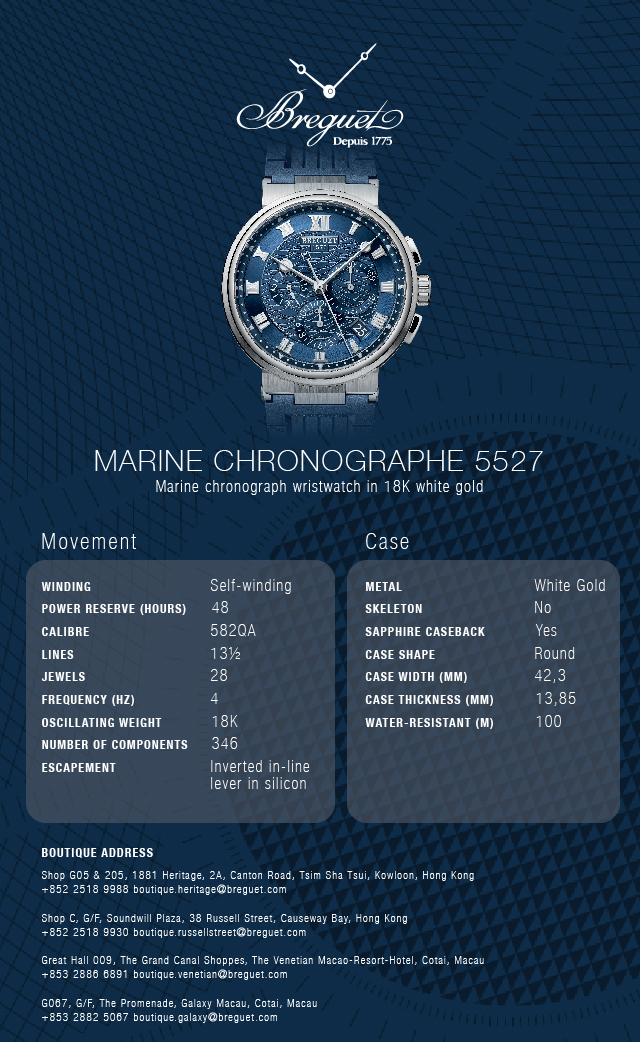 Breguet
Depuis 1775
XII
BREGUET
MARINE CHRONOGRAPHE 5527
Marine chronograph wristwatch in 18K white gold
Movement
WINDING Self-winding
POWER RESERVE (HOURS) 48
CALIBRE 582QA
LINES 13½
JEWELS 28
FREQUENCY (HZ) 4
OSCILLATING WEIGHT 18K
NUMBER OF COMPONENTS 346
ESCAPEMENT Inverted in-line
lever in silicon
Case
METAL White Gold
SKELETON No
SAPPHIRE CASEBACK Yes
CASE SHAPE Round
CASE WIDTH (MM) 42,3
CASE THICKNESS (MM) 13,85
WATER-RESISTANT (M) 100
BOUTIQUE ADDRESS
Shop G05 & 205, 1881 Heritage, 2A, Canton Road, Tsim Sha Tsui, Kowloon, Hong Kong
+852 2518 9988 boutique.heritage@breguet.com
Shop C, G/F, Soundwill Plaza, 38 Russell Street, Causeway Bay, Hong Kong
+852 2518 9930 boutique.russellstreet@breguet.com
Great Hall 009, The Grand Canal Shoppes, The Venetian Macao-Resort-Hotel, Cotai, Macau
+853 2886 6891 boutique.venetian@breguet.com
G067, G/F, The Promenade, Galaxy Macau, Cotai, Macau
+853 2882 5067 boutique.galaxy@breguet.com